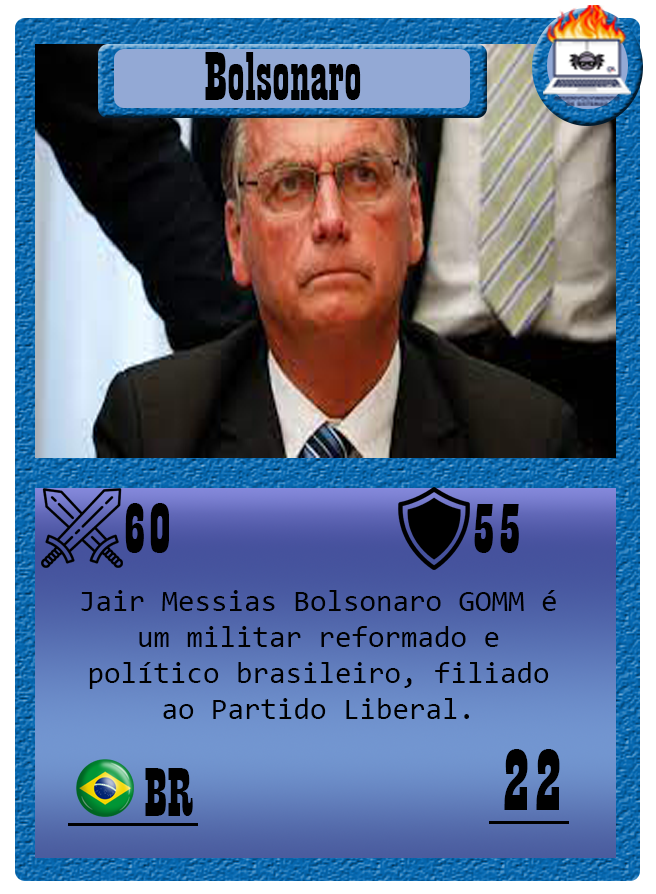 Bolsonaro
60
55
Jair Messias Bolsonaro GOMM é
um militar reformado e
político brasileiro, filiado
ao Partido Liberal.
BR
22